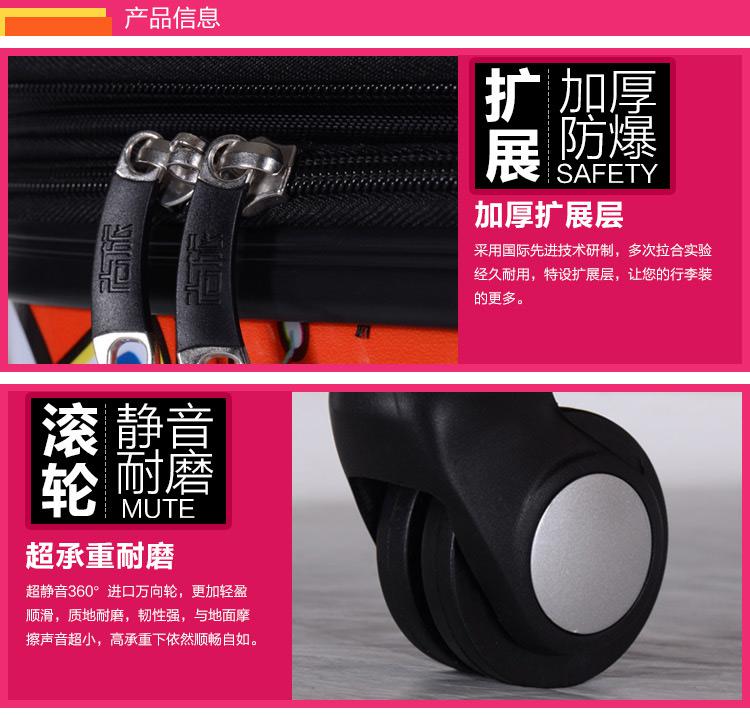 产品信息
扩展
加厚
防爆
SAFETY
加厚扩展层
采用国际先进技术研制，多次拉合实验
经久耐用，特设扩展层，让您的行李装
的更多。
尚旅
尚旅
滚轮
静音
耐磨
MUTE
超承重耐磨
超静音360° 进口万向轮，更加轻盈
顺滑，质地耐磨，韧性强，与地面摩
擦声音超小，高承重下依然顺畅自如。